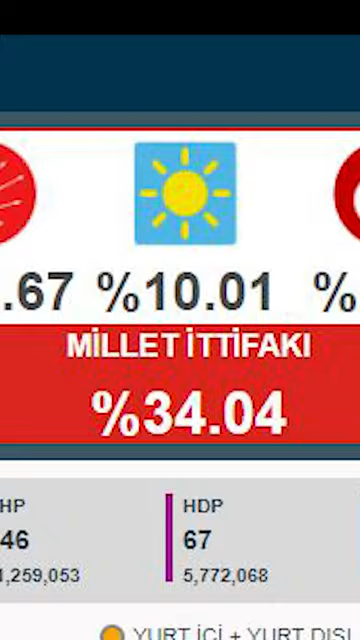 .67 %10.01 %
MİLLET İTTİFAKI
%34.04
HP HDP
46 67
1,259,053 5,772,068
YURT İÇİ + YURT DIŞI